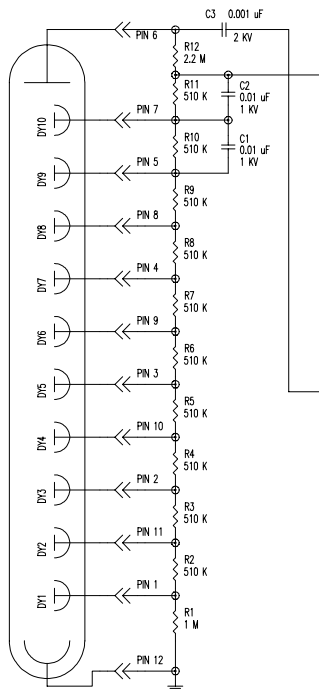 C3 0.001 uF
2 KV
PIN 6
R12
2.2 M
R11
510 K
C2
0.01 uF
1 KV
PIN 7
DY10
R10
510 K
C1
0.01 uF
1 KV
PIN 5
DY9
R9
510 K
PIN 8
DY8
R8
510 K
PIN 4
DY7
R7
510 K
PIN 9
DY6
R6
510 K
PIN 3
DY5
R5
510 K
PIN 10
DY4
R4
510 K
PIN 2
DY3
R3
510 K
PIN 11
DY2
R2
510 K
PIN 1
DY1
R1
1 M
PIN 12